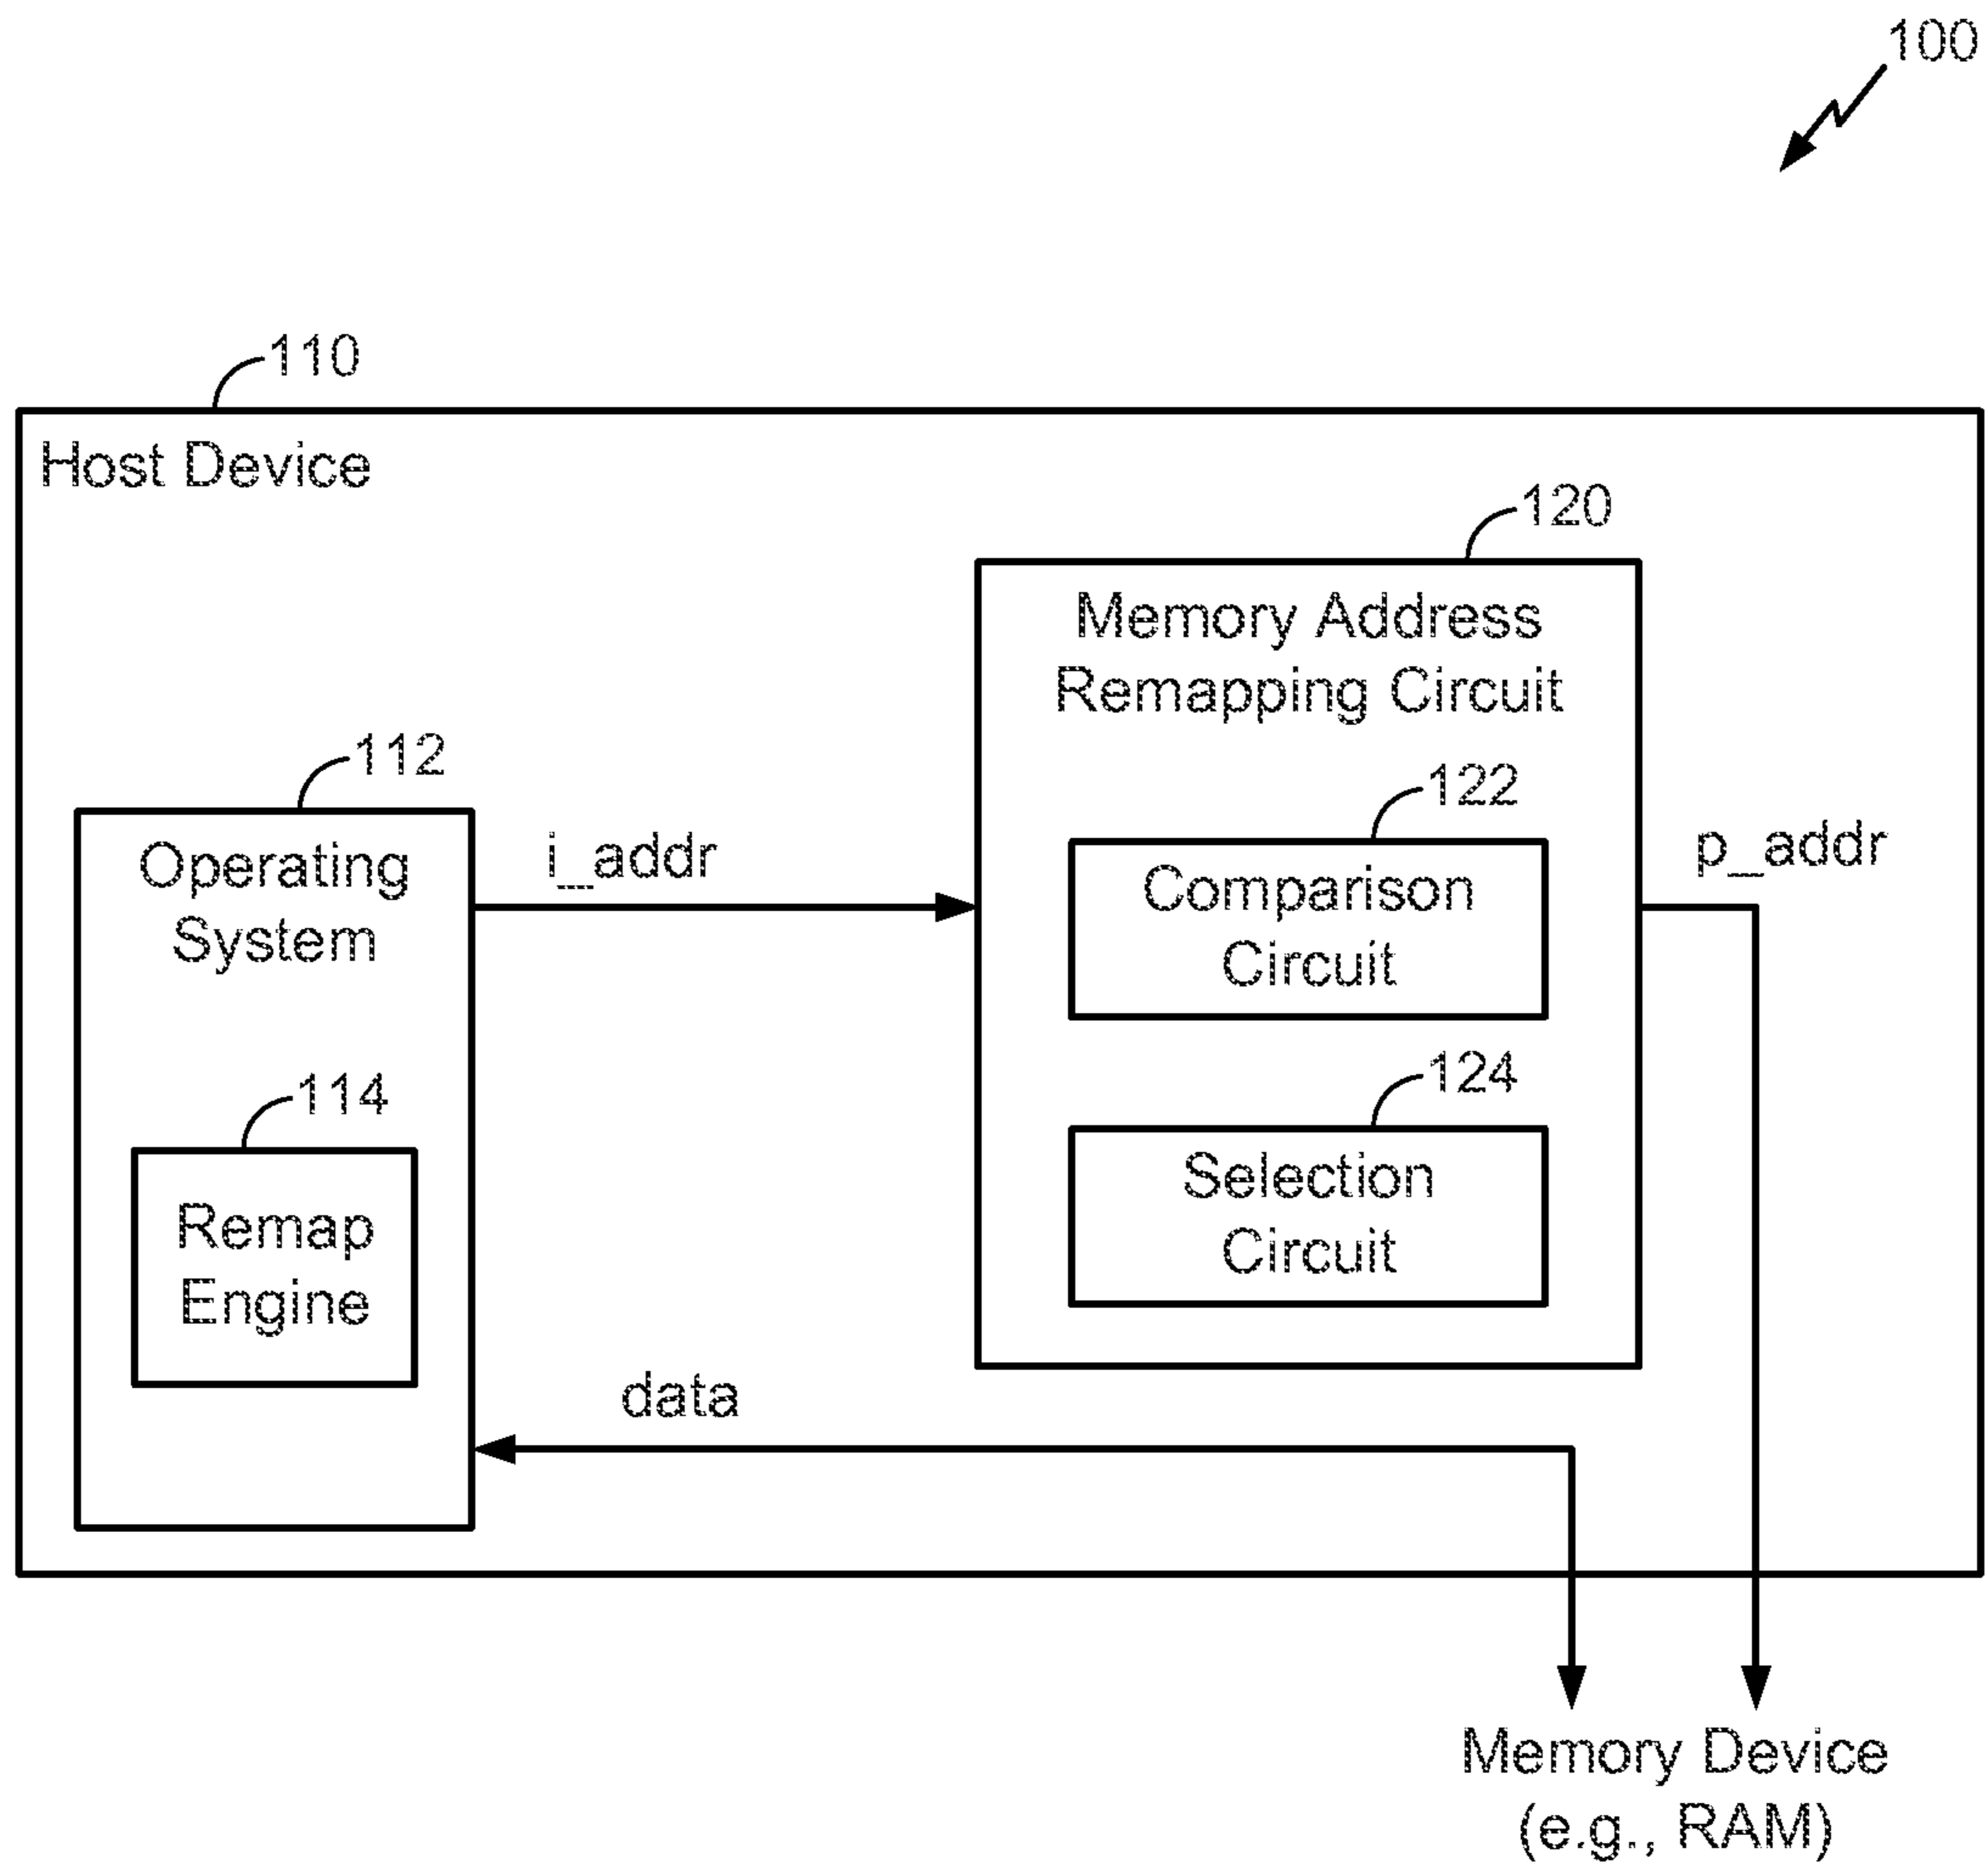 100
110
Host Device
120
Memory Address
Remapping Circuit
112
Operating
System
i_addr
122
Comparison
Circuit
p_addr
114
Remap
Engine
124
Selection
Circuit
data
Memory Device
(e.g., RAM)